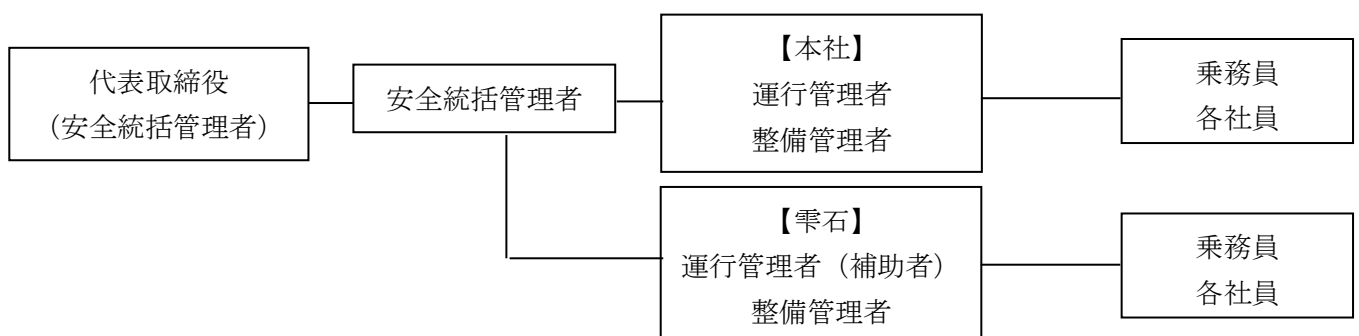 代表取締役
（安全統括管理者）
安全統括管理者
【本社】
運行管理者
整備管理者
乗務員
各社員
【雫石】
運行管理者（補助者）
整備管理者
乗務員
各社員